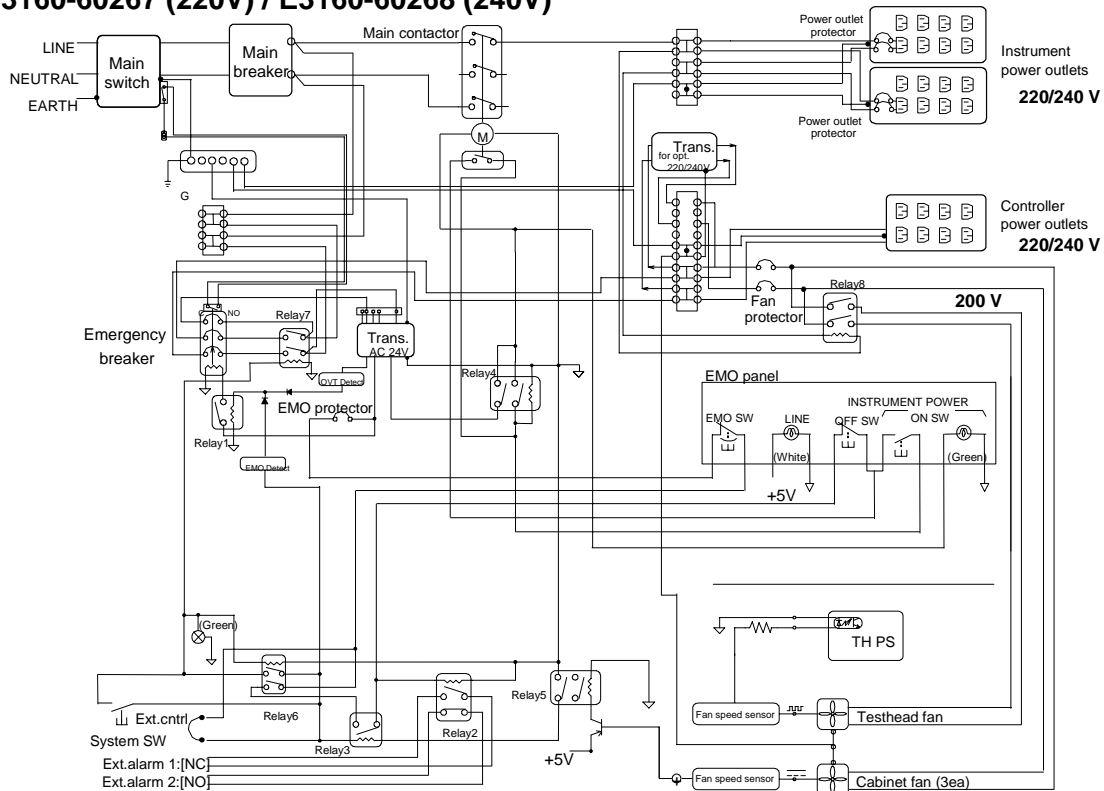 3160-60267 (220V) / E3160-60268 (240V)
LINE
NEUTRAL
EARTH
Main
switch
Main
breaker
Main contactor
Power outlet
protector
Instrument
power outlets
220/240 V
Power outlet
protector
M
Trans.
for opt.
220/240V
G
Controller
power outlets
220/240 V
Relay8
200 V
Fan
protector
Emergency
breaker
NO
Relay7
Trans.
AC 24V
OVT Detect
Relay4
EMO protector
Relay1
EMO Detect
EMO panel
INSTRUMENT POWER
EMO SW
LINE
OFF SW
ON SW
(White)
(Green)
+5V
(Green)
TH PS
Relay5
Fan speed sensor
Testhead fan
Ext.cntrl
System SW
Relay6
Relay3
Relay2
+5V
Ext.alarm 1:[NC]
Ext.alarm 2:[NO]
Fan speed sensor
Cabinet fan (3ea)